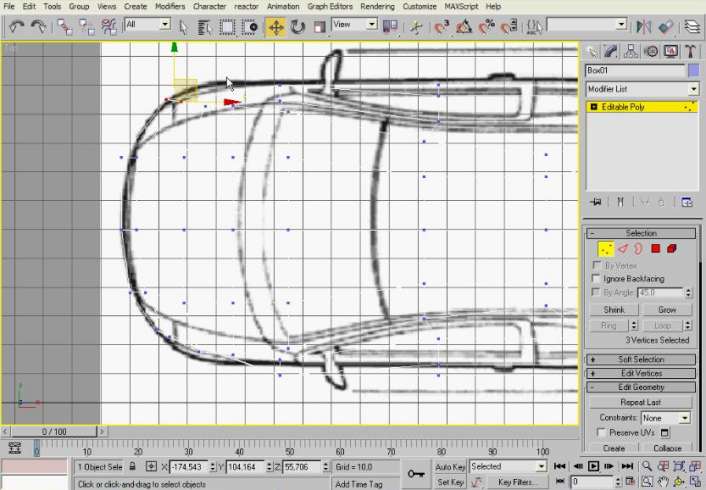 File Edit Tools Group Views Create Modifiers Character reactor Animation Graph Editors Rendering Customize MAXScript Help
All View
Box01
Modifier List
Editable Poly
Selection
By Vertex
Ignore Backfacing
By Angle: 45.0
Shrink Grow
Ring Loop
3 Vertices Selected
+ Soft Selection
+ Edit Vertices
- Edit Geometry
Repeat Last
Constraints: None
Preserve UVs
Create Collapse
0 / 100
0 10 20 30 40 50 60 70 80 90 100
1 Object Sele X: -174.543 Y: 104.164 Z: 55.706 Grid = 10.0 Auto Key Selected
Click or click-and-drag to select objects Add Time Tag Set Key Key Filters... 0